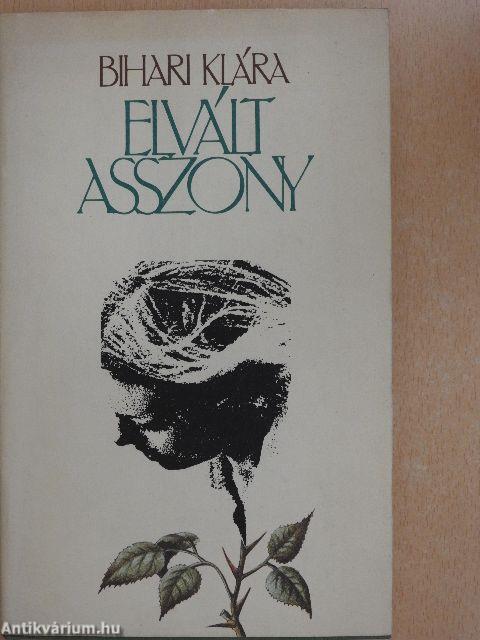 BIHARI KLÁRA
ELVÁLT
ASSZONY
Antikvárium.hu